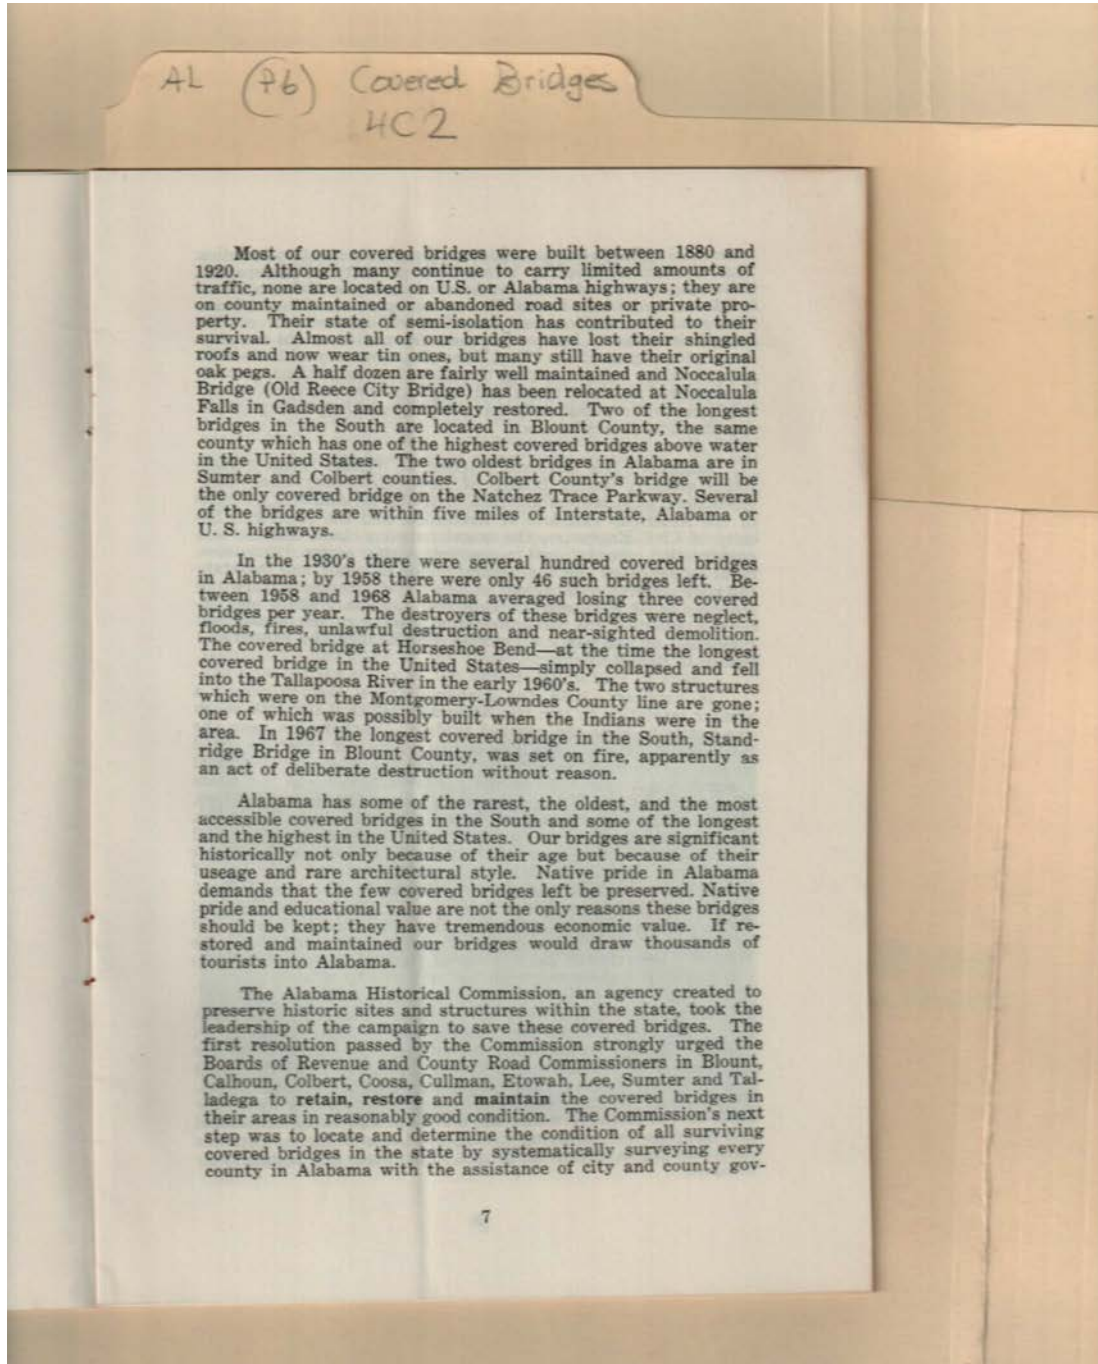 AL (P6) Covered Bridges
4C2
Most of our covered bridges were built between 1880 and
1920. Although many continue to carry limited amounts of
traffic, none are located on U.S. or Alabama highways; they are
on county maintained or abandoned road sites or private pro-
perty. Their state of semi-isolation has contributed to their
survival. Almost all of our bridges have lost their shingled
roofs and now wear tin ones, but many still have their original
oak pegs. A half dozen are fairly well maintained and Noccalula
Bridge (Old Reece City Bridge) has been relocated at Noccalula
Falls in Gadsden and completely restored. Two of the longest
bridges in the South are located in Blount County, the same
county which has one of the highest covered bridges above water
in the United States. The two oldest bridges in Alabama are in
Sumter and Colbert counties. Colbert County's bridge will be
the only covered bridge on the Natchez Trace Parkway. Several
of the bridges are within five miles of Interstate, Alabama or
U. S. highways.
In the 1930's there were several hundred covered bridges
in Alabama; by 1958 there were only 46 such bridges left. Be-
tween 1958 and 1968 Alabama averaged losing three covered
bridges per year. The destroyers of these bridges were neglect,
floods, fires, unlawful destruction and near-sighted demolition.
The covered bridge at Horseshoe Bend—at the time the longest
covered bridge in the United States—simply collapsed and fell
into the Tallapoosa River in the early 1960's. The two structures
which were on the Montgomery-Lowndes County line are gone;
one of which was possibly built when the Indians were in the
area. In 1967 the longest covered bridge in the South, Stand-
ridge Bridge in Blount County, was set on fire, apparently as
an act of deliberate destruction without reason.
Alabama has some of the rarest, the oldest, and the most
accessible covered bridges in the South and some of the longest
and the highest in the United States. Our bridges are significant
historically not only because of their age but because of their
useage and rare architectural style. Native pride in Alabama
demands that the few covered bridges left be preserved. Native
pride and educational value are not the only reasons these bridges
should be kept; they have tremendous economic value. If re-
stored and maintained our bridges would draw thousands of
tourists into Alabama.
The Alabama Historical Commission, an agency created to
preserve historic sites and structures within the state, took the
leadership of the campaign to save these covered bridges. The
first resolution passed by the Commission strongly urged the
Boards of Revenue and County Road Commissioners in Blount,
Calhoun, Colbert, Coosa, Cullman, Etowah, Lee, Sumter and Tal-
ladega to retain, restore and maintain the covered bridges in
their areas in reasonably good condition. The Commission's next
step was to locate and determine the condition of all surviving
covered bridges in the state by systematically surveying every
county in Alabama with the assistance of city and county gov-
7